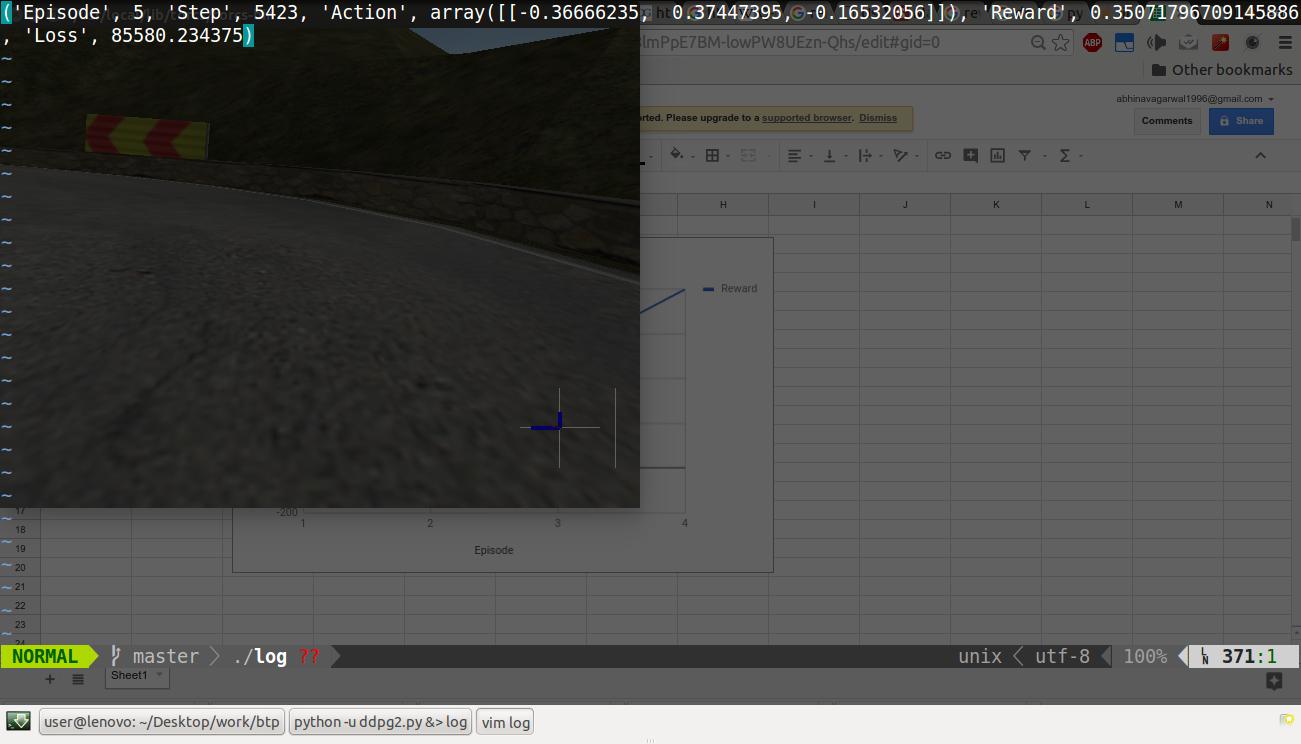 ('Episode', 5, 'Step', 5423, 'Action', array([[-0.36666235, 0.37447395, -0.16532056]]), 'Reward', 0.35071796709145886
, 'Loss', 85580.234375)
lmPpE7BM-lowPW8UEzn-Qhs/edit#gid=0
ABP
Other bookmarks
abhinavagarwal1996@gmail.com
rted. Please upgrade to a supported browser. Dismiss
Comments
Share
H I J K L M N
Reward
-200
1 2 3 4
Episode
17
18
19
20
21
22
23
24
NORMAL master ./log ?? unix utf-8 100% LN 371:1
Sheet1
user@lenovo: ~/Desktop/work/btp python -u ddpg2.py &> log vim log